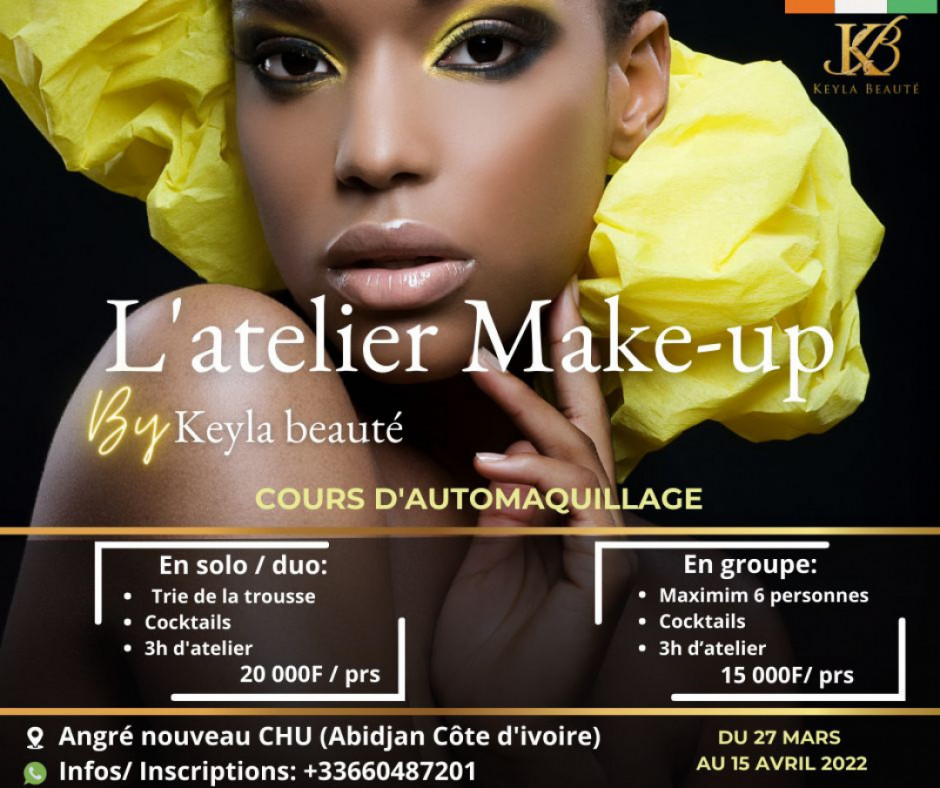 KB
KEYLA BEAUTÉ
L'atelier Make-up
By Keyla beauté
COURS D'AUTOMAQUILLAGE
En solo / duo:
• Trie de la trousse
• Cocktails
• 3h d'atelier
20 000F / prs
En groupe:
• Maximim 6 personnes
• Cocktails
• 3h d’atelier
15 000F/ prs
Angré nouveau CHU (Abidjan Côte d'ivoire)
Infos/ Inscriptions: +33660487201
DU 27 MARS
AU 15 AVRIL 2022